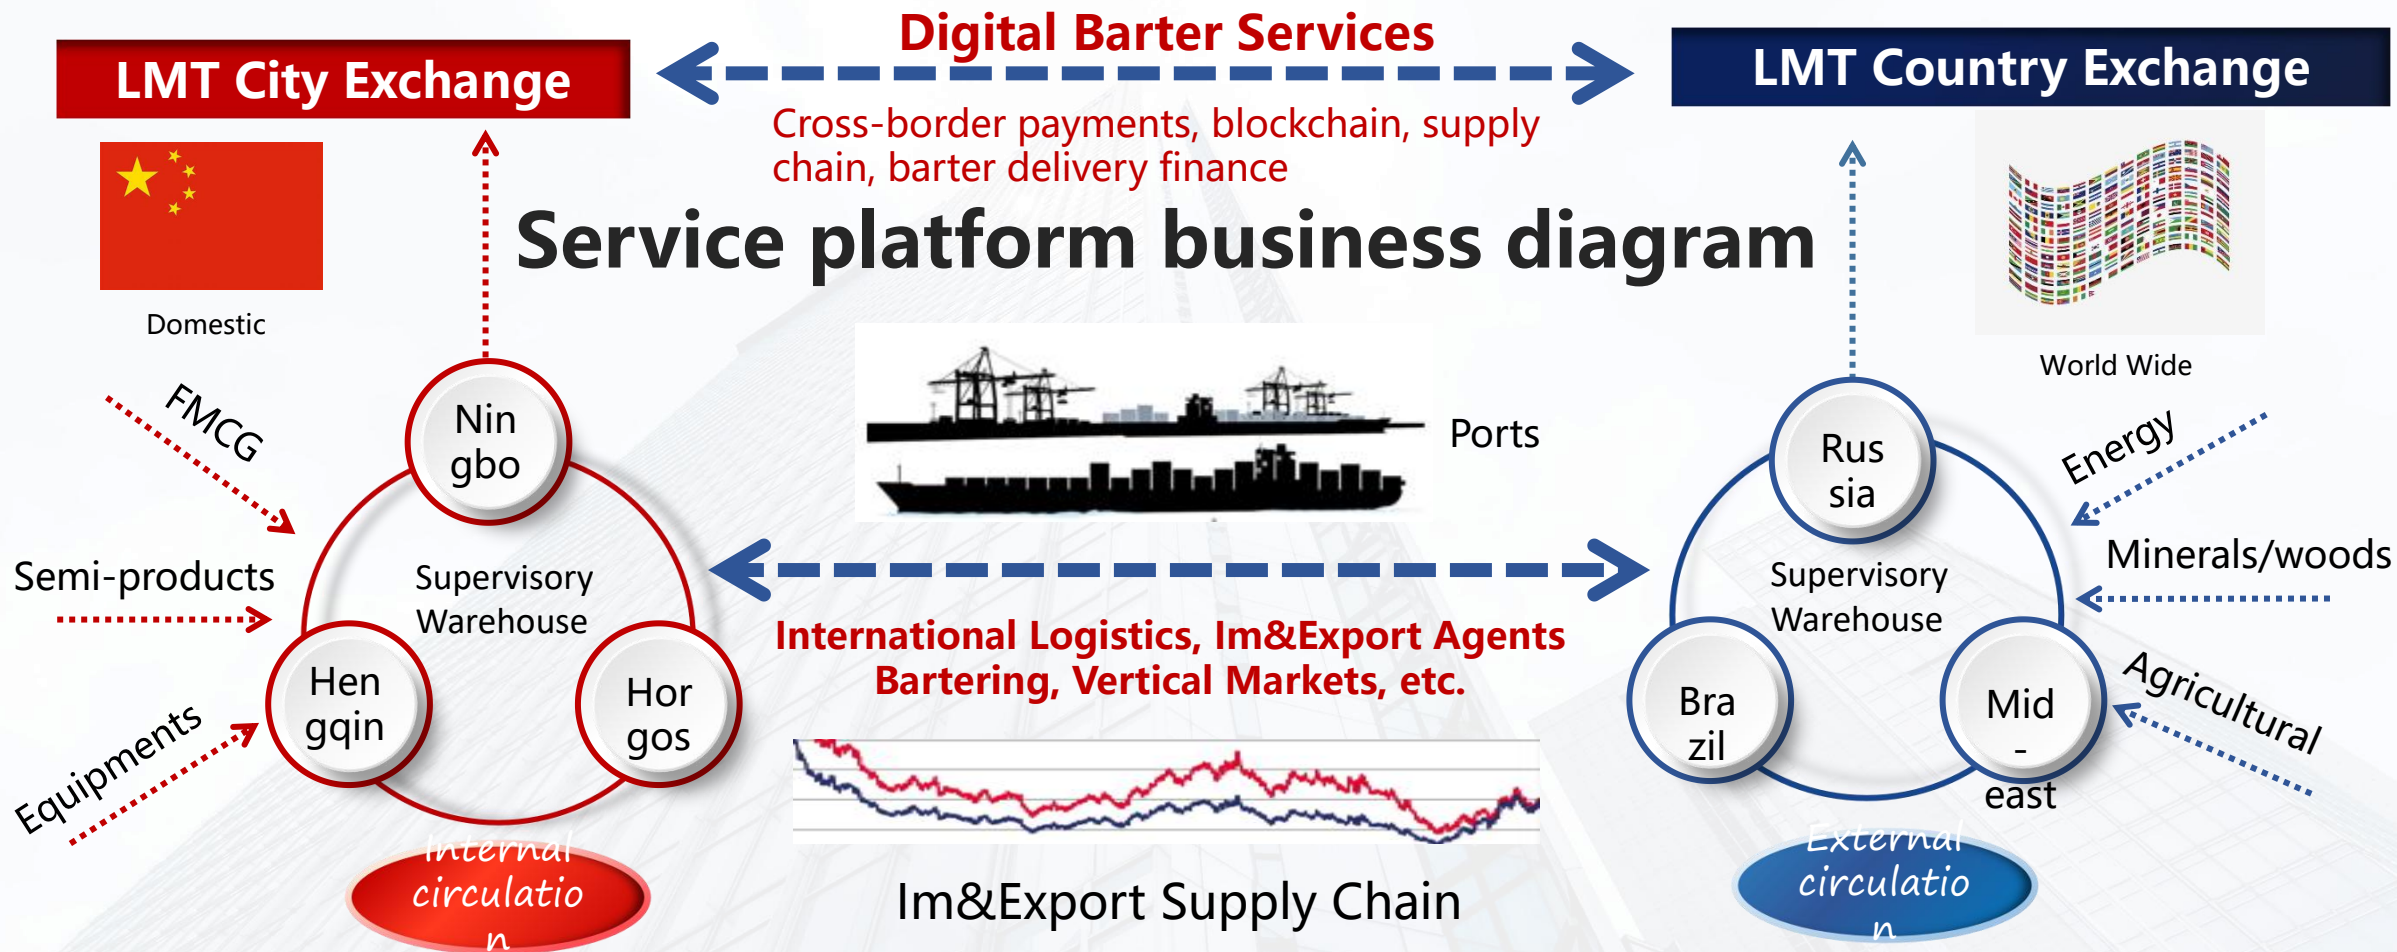 Digital Barter Services
LMT City Exchange
LMT Country Exchange
Cross-border payments, blockchain, supply
chain, barter delivery finance
Service platform business diagram
Domestic
World Wide
FMCG
Nin
gbo
Ports
Rus
sia
Energy
Semi-products
Supervisory
Warehouse
Supervisory
Warehouse
Minerals/woods
International Logistics, Im&Export Agents
Bartering, Vertical Markets, etc.
Equipments
Hen
gqin
Hor
gos
Bra
zil
Mid
-
east
Agricultural
Internal
circulatio
n
Im&Export Supply Chain
External
circulatio
n